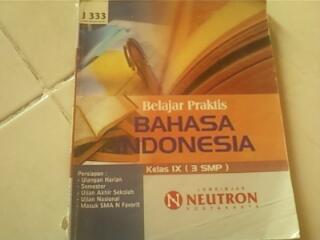 J 333
Belajar Praktis
BAHASA
INDONESIA
Kelas IX ( 3 SMP )
Persiapan :
- Ulangan Harian
- Semester
- Ujian Akhir Sekolah
- Ujian Nasional
- Masuk SMA N Favorit
NEUTRON
YOGYAKARTA